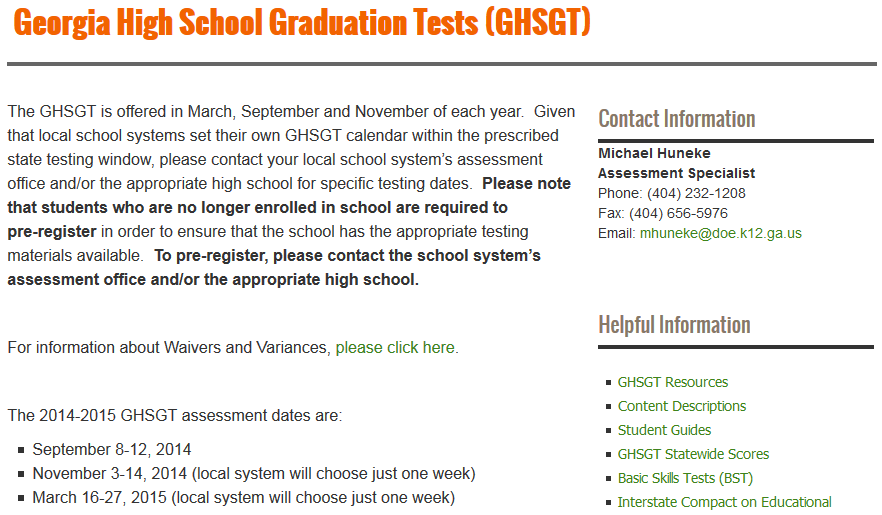 Georgia High School Graduation Tests (GHSGT)
The GHSGT is offered in March, September and November of each year.  Given
that local school systems set their own GHSGT calendar within the prescribed
state testing window, please contact your local school system's assessment
office and/or the appropriate high school for specific testing dates.  Please note
that students who are no longer enrolled in school are required to
pre-register in order to ensure that the school has the appropriate testing
materials available.  To pre-register, please contact the school system's
assessment office and/or the appropriate high school.
For information about Waivers and Variances, please click here.
The 2014-2015 GHSGT assessment dates are:
September 8-12, 2014
November 3-14, 2014 (local system will choose just one week)
March 16-27, 2015 (local system will choose just one week)
Contact Information
Michael Huneke
Assessment Specialist
Phone: (404) 232-1208
Fax: (404) 656-5976
Email: mhuneke@doe.k12.ga.us
Helpful Information
GHSGT Resources
Content Descriptions
Student Guides
GHSGT Statewide Scores
Basic Skills Tests (BST)
Interstate Compact on Educational